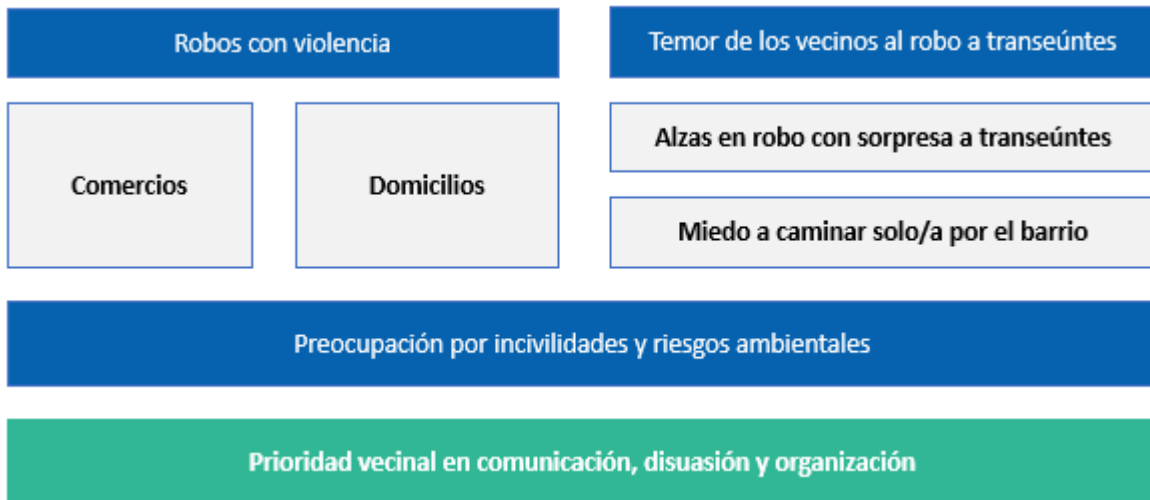 Robos con violencia
Temor de los vecinos al robo a transeúntes
Comercios
Domicilios
Alzas en robo con sorpresa a transeúntes
Miedo a caminar solo/a por el barrio
Preocupación por incivilidades y riesgos ambientales
Prioridad vecinal en comunicación, disuasión y organización